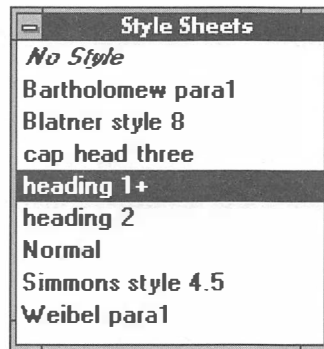 Style Sheets
No Style
Bartholomew para1
Blatner style 8
cap head three
heading 1+
heading 2
Normal
Simmons style 4.5
Weibel para1